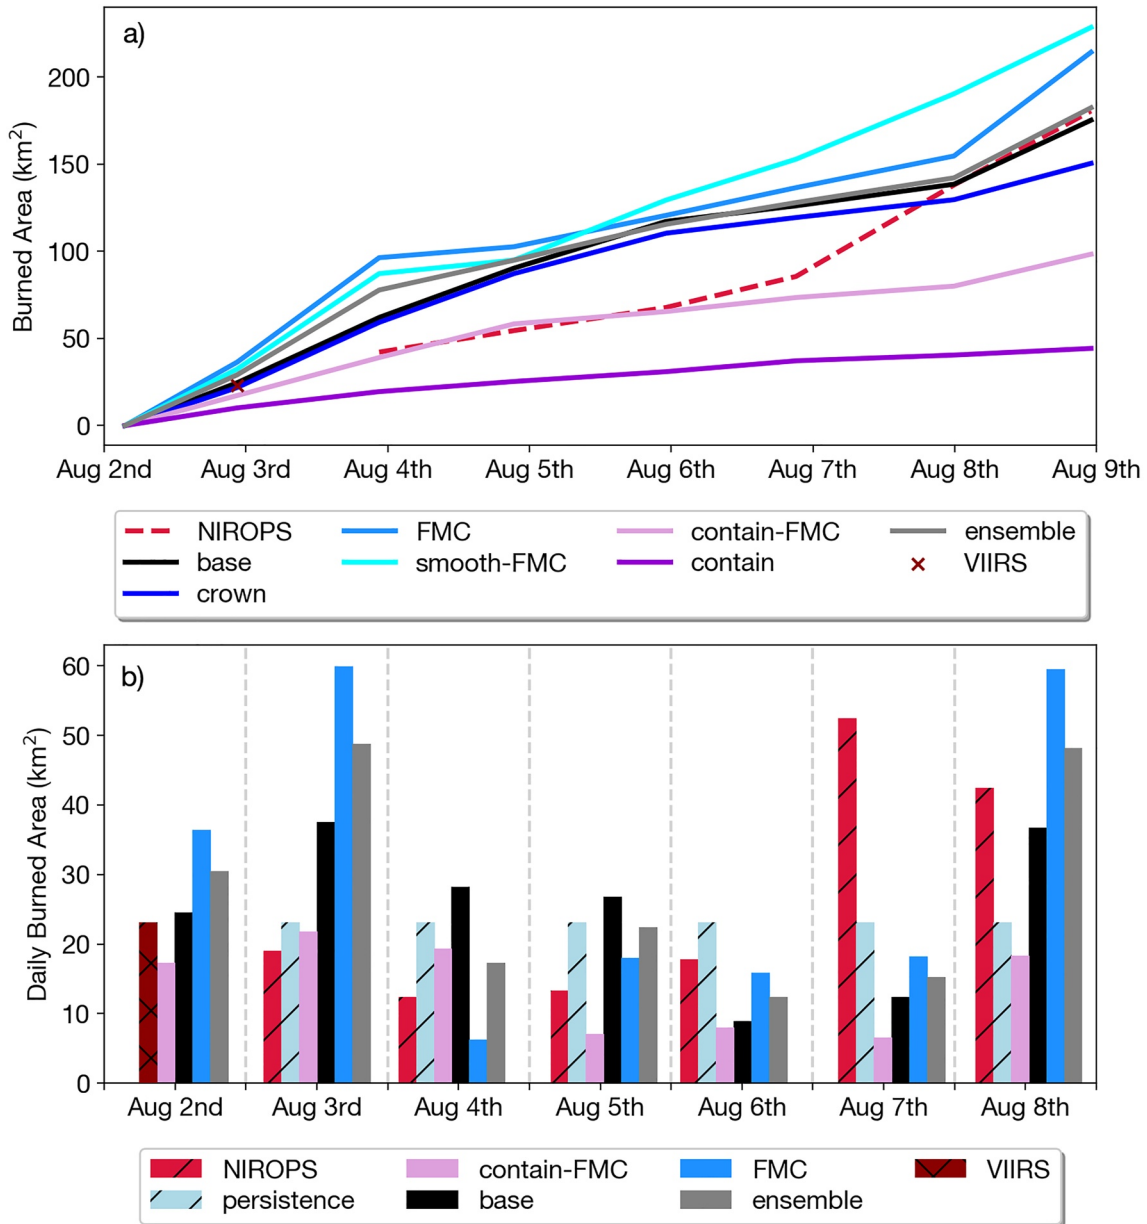 a)
Burned Area (km²)
200
150
100
50
0
Aug 2nd Aug 3rd Aug 4th Aug 5th Aug 6th Aug 7th Aug 8th Aug 9th
NIROPS FMC contain-FMC ensemble
base smooth-FMC contain VIIRS
crown
b)
Daily Burned Area (km²)
60
50
40
30
20
10
0
Aug 2nd Aug 3rd Aug 4th Aug 5th Aug 6th Aug 7th Aug 8th
NIROPS contain-FMC FMC VIIRS
persistence base ensemble